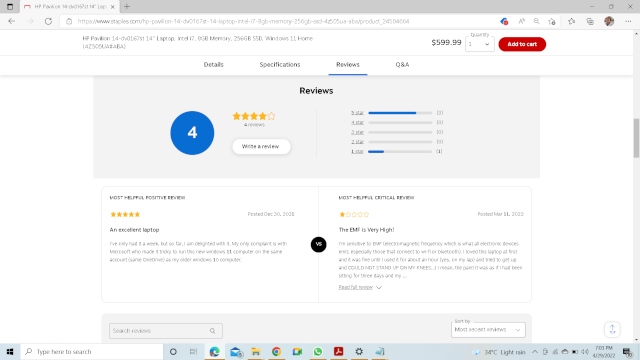 HP Pavilion 14-dv0167st 14" Lapt
https://www.staples.com/hp-pavilion-14-dv0167st-14-laptop-intel-i7-8gb-memory-256gb-ssd-4z505ua-aba/product_24504664
HP Pavilion 14-dv0167st 14" Laptop, Intel i7, 8GB Memory, 256GB SSD, Windows 11 Home
(4Z505UA#ABA)
$599.99
Quantity
1
Add to cart
Details
Specifications
Reviews
Q&A
Reviews
4
4 reviews
Write a review
5 star (3)
4 star (0)
3 star (0)
2 star (0)
1 star (1)
MOST HELPFUL POSITIVE REVIEW
Posted Dec 30, 2021
An excellent laptop
I've only had it a week, but so far, I am delighted with it. My only complaint is with
Microsoft who made it tricky to run this new windows 11 computer on the same
account (Game Onetime) as my older windows 10 computer.
VS
MOST HELPFUL CRITICAL REVIEW
Posted Mar 31, 2022
The EMF is Very High!
I'm sensitive to EMF (electromagnetic frequency which is what all electronic devices
emit, especially those that connect to wi-fi or bluetooth). I loved this laptop at first
and it was fine until I used it for about an hour (yes, on my lap) and tried to get up
and COULD NOT STAND UP ON MY KNEES...I mean, the pain! It was as if I had been
sitting for three days and my ...
Read full review
Search reviews
Sort by
Most recent reviews
Type here to search
34°C Light rain
7:03 PM
4/29/2022